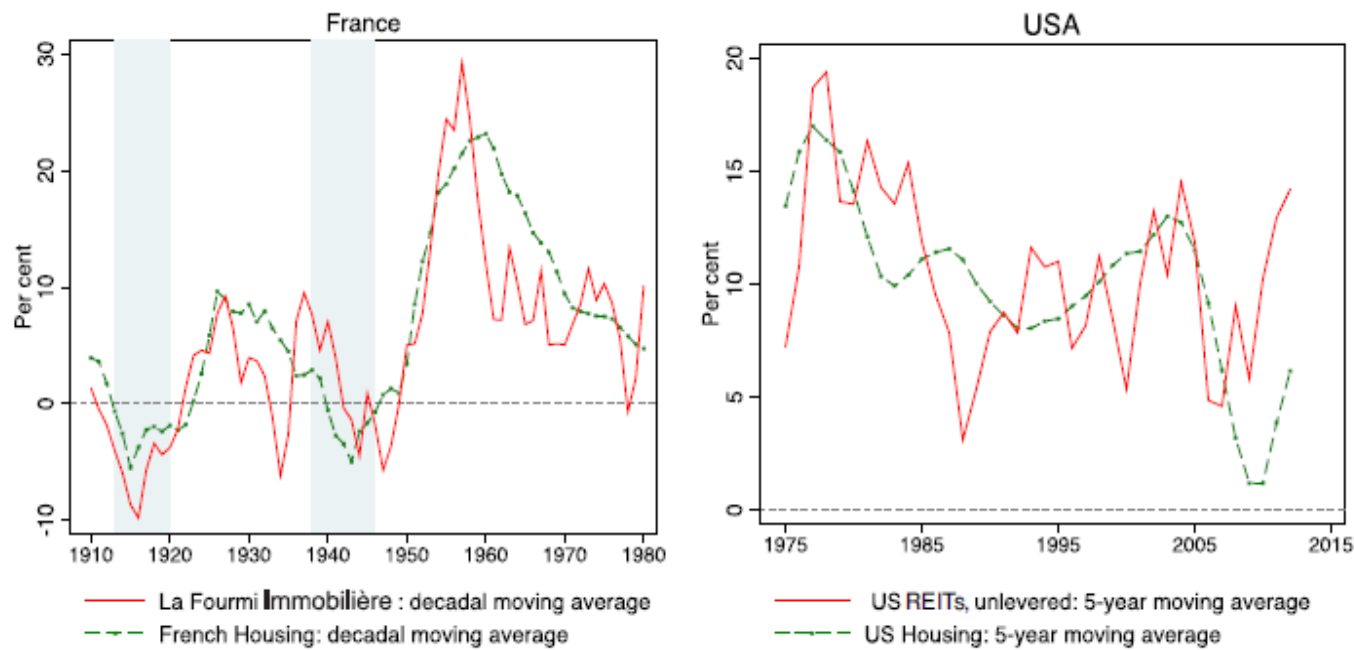 France
Per cent
30
20
10
0
-10
1910 1920 1930 1940 1950 1960 1970 1980
La Fourmi Immobilière : decadal moving average
French Housing: decadal moving average
USA
Per cent
20
15
10
5
0
1975 1985 1995 2005 2015
US REITs, unlevered: 5-year moving average
US Housing: 5-year moving average